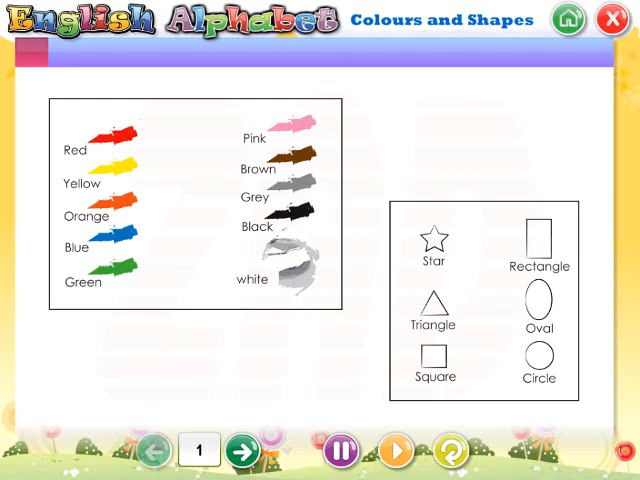 English Alphabet Colours and Shapes
Red
Yellow
Orange
Blue
Green
Pink
Brown
Grey
Black
white
Star
Rectangle
Triangle
Oval
Square
Circle
1